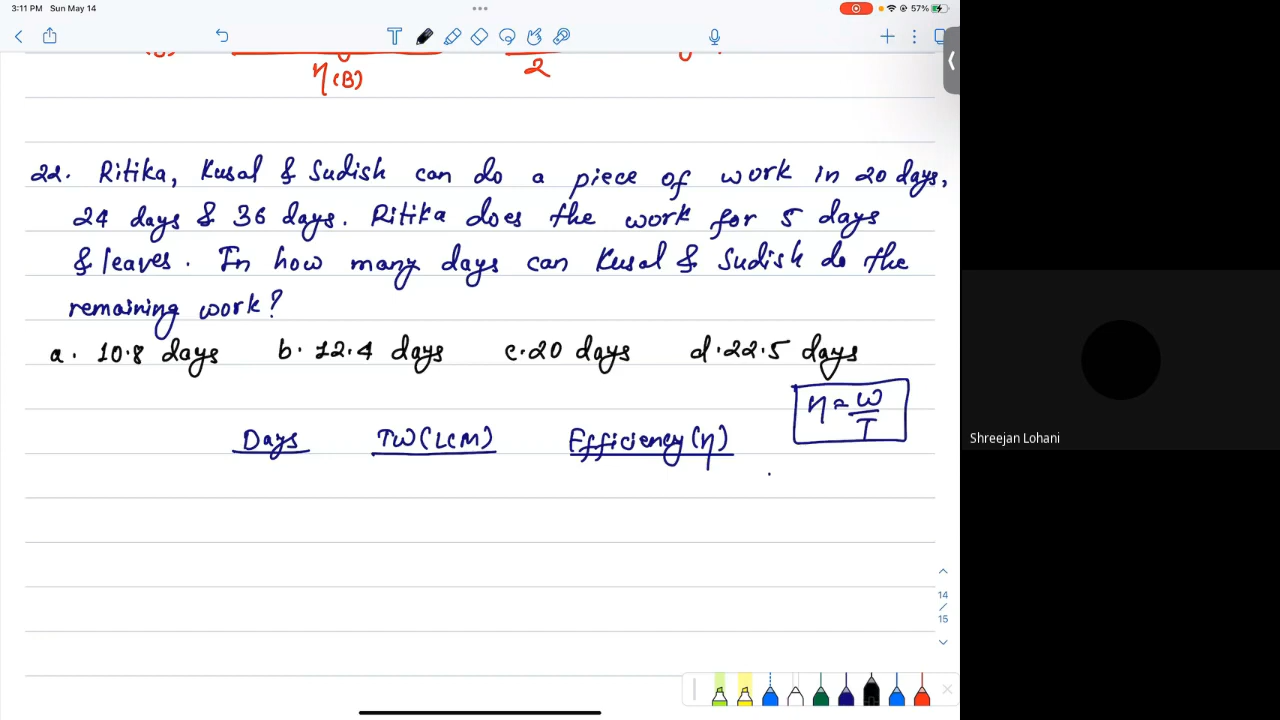 3:11 PM Sun May 14
57%
η(B)
2
22. Ritika, Kusal & Sudish can do a piece of work in 20 days,
24 days & 36 days. Ritika does the work for 5 days
& leaves. In how many days can Kusal & Sudish do the
remaining work?
a. 10.8 days b. 12.4 days c. 20 days d. 22.5 days
η = W/T
Days TW(LCM) Efficiency(η)
Shreejan Lohani
14
/
15